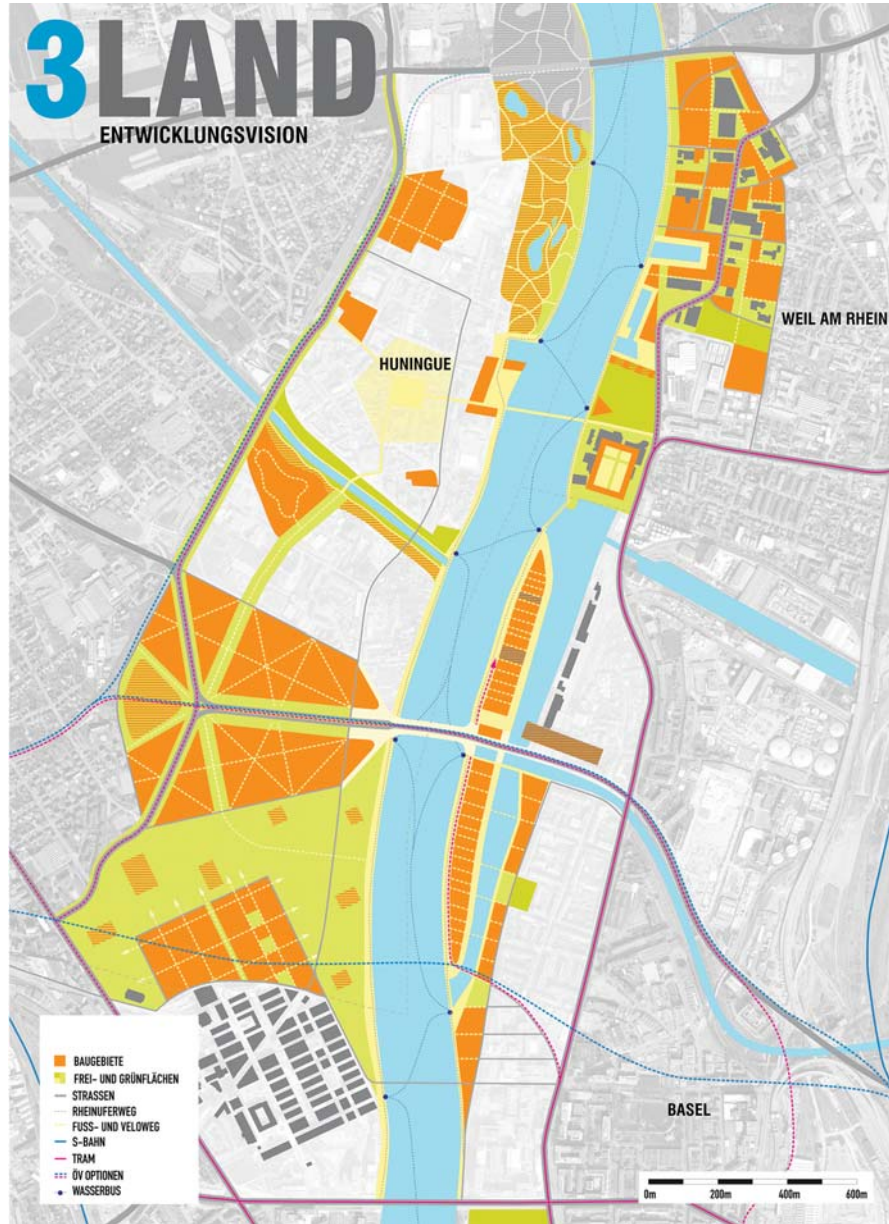 3LAND
ENTWICKLUNGSVISION
WEIL AM RHEIN
HUNINGUE
BASEL
BAUGEBIETE
FREI- UND GRÜNFLÄCHEN
STRASSEN
RHEINUFERWEG
FUSS- UND VELOWEG
S-BAHN
TRAM
ÖV OPTIONEN
WASSERBUS
0m 200m 400m 600m